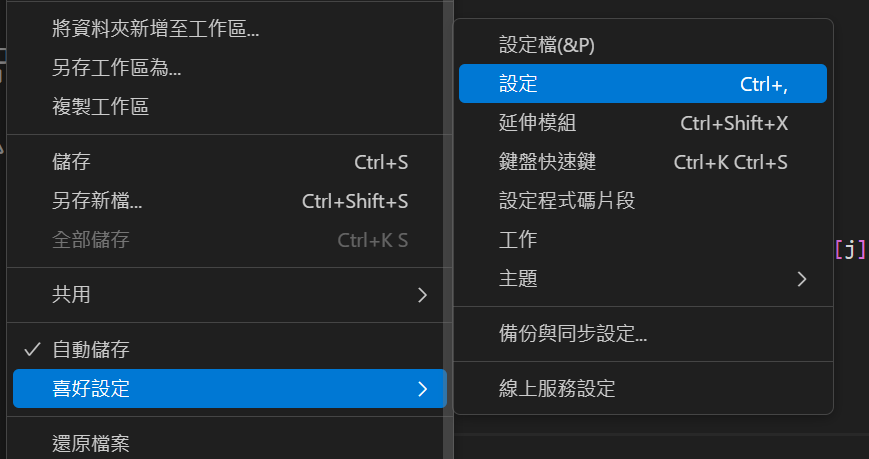 將資料夾新增至工作區...
另存工作區為...
複製工作區
儲存 Ctrl+S
另存新檔... Ctrl+Shift+S
全部儲存 Ctrl+K S
共用
自動儲存
喜好設定
還原檔案
設定檔(&P)
設定 Ctrl+,
延伸模組 Ctrl+Shift+X
鍵盤快速鍵 Ctrl+K Ctrl+S
設定程式碼片段
工作
主題
備份與同步設定...
線上服務設定
[j]